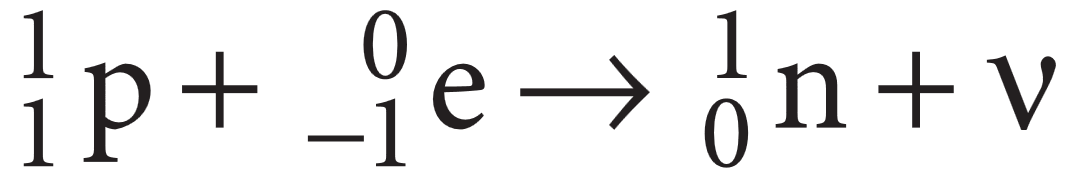 ¹₁p + ⁰₋₁e → ¹₀n + ν